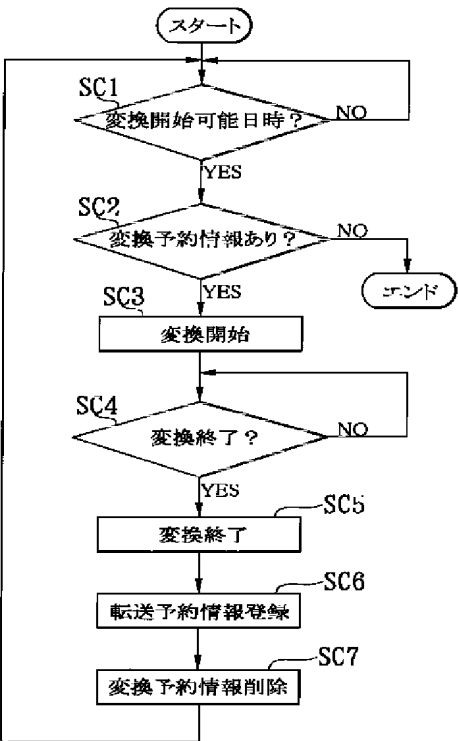 スタート
SC1
変換開始可能日時？
NO
YES
SC2
変換予約情報あり？
NO
YES
エンド
SC3
変換開始
SC4
変換終了？
NO
YES
SC5
変換終了
SC6
転送予約情報登録
SC7
変換予約情報削除